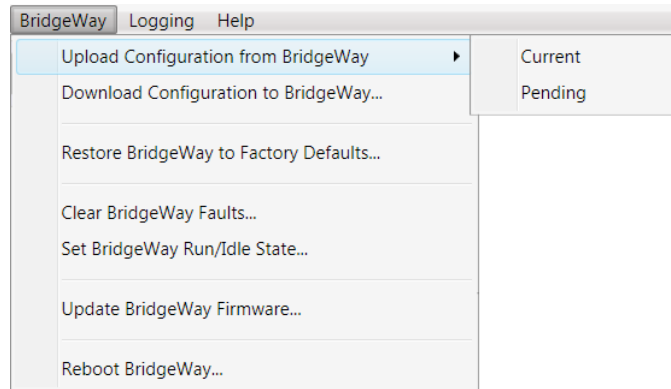 BridgeWay Logging Help
Upload Configuration from BridgeWay
Current
Download Configuration to BridgeWay...
Pending
Restore BridgeWay to Factory Defaults...
Clear BridgeWay Faults...
Set BridgeWay Run/Idle State...
Update BridgeWay Firmware...
Reboot BridgeWay...